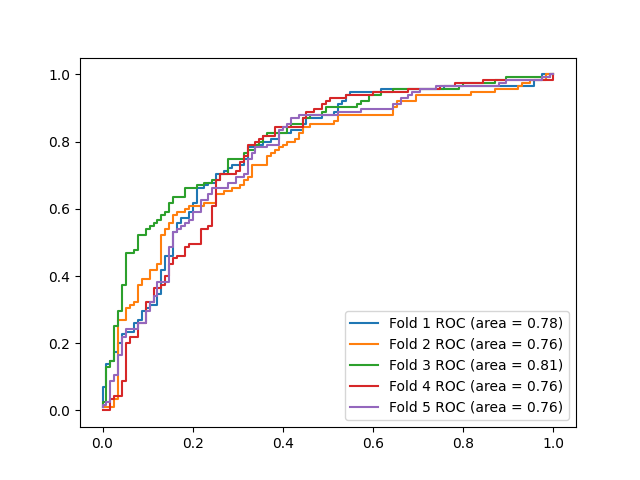 1.0
0.8
0.6
0.4
0.2
0.0
Fold 1 ROC (area = 0.78)
Fold 2 ROC (area = 0.76)
Fold 3 ROC (area = 0.81)
Fold 4 ROC (area = 0.76)
Fold 5 ROC (area = 0.76)
0.0 0.2 0.4 0.6 0.8 1.0